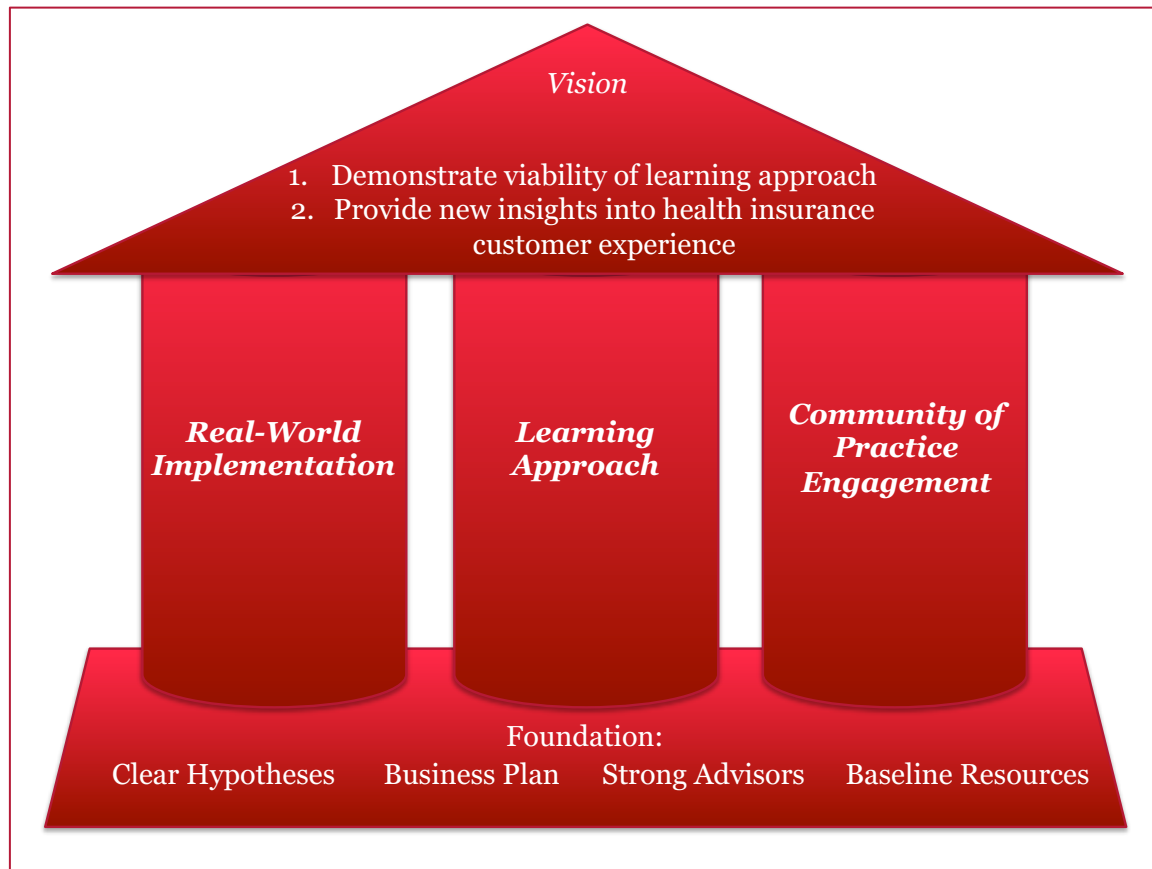 Vision
1. Demonstrate viability of learning approach
2. Provide new insights into health insurance
customer experience
Real-World
Implementation
Learning
Approach
Community of
Practice
Engagement
Foundation:
Clear Hypotheses Business Plan Strong Advisors Baseline Resources